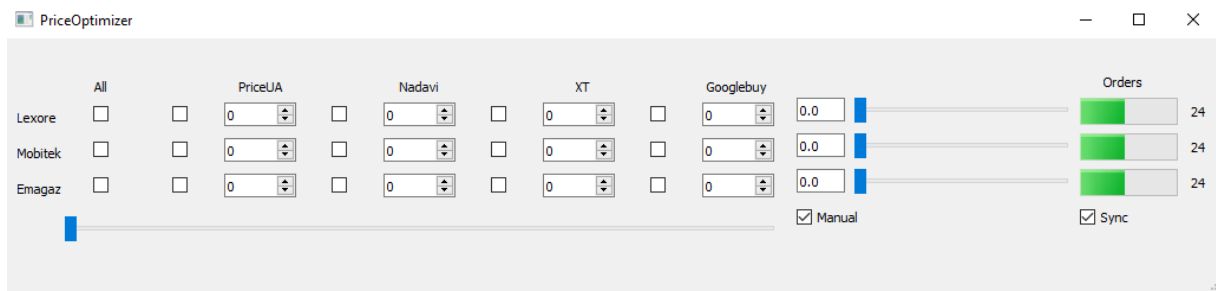 PriceOptimizer
All PriceUA Nadavi XT Googlebuy Orders
Lexore 0 0 0 0 0.0 24
Mobitek 0 0 0 0 0.0 24
Emagaz 0 0 0 0 0.0 24
Manual Sync